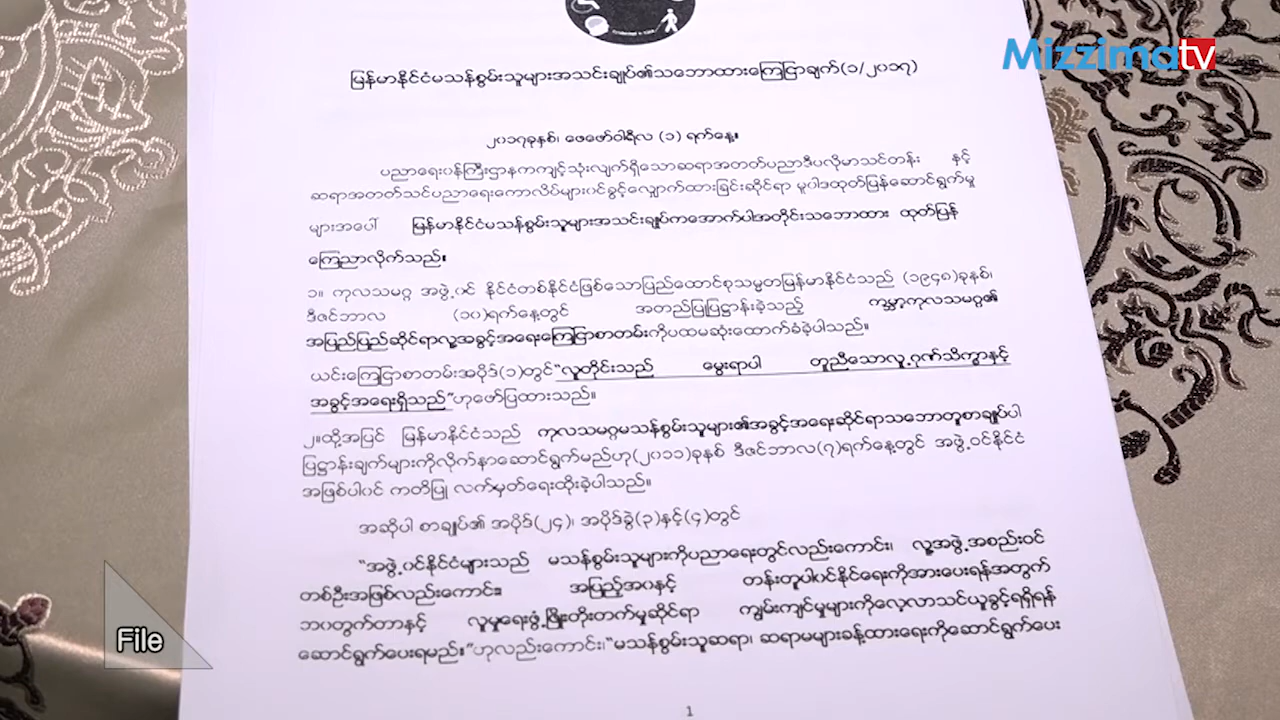 Mizzima tv
မြန်မာနိုင်ငံမသန်စွမ်းသူများအသင်းချုပ်၏သဘောထားကြေငြာချက်(၁/၂၀၁၇)
၂၀၁၇ခုနှစ်၊ ဖေဖော်ဝါရီလ (၁) ရက်နေ့။
ပညာရေးဝန်ကြီးဌာနကကျင့်သုံးလျက်ရှိသောဆရာအတတ်ပညာဒီပလိုမာသင်တန်း နှင့်
ဆရာအတတ်သင်ပညာရေးကောလိပ်များဝင်ခွင့်လျှောက်ထားခြင်းဆိုင်ရာ မူဝါဒထုတ်ပြန်ဆောင်ရွက်မှု
များအပေါ် မြန်မာနိုင်ငံမသန်စွမ်းသူများအသင်းချုပ်ကအောက်ပါအတိုင်းသဘောထား ထုတ်ပြန်
ကြေညာလိုက်သည်။
၁။ ကုလသမဂ္ဂ အဖွဲ့ဝင် နိုင်ငံတစ်နိုင်ငံဖြစ်သောပြည်ထောင်စုသမ္မတမြန်မာနိုင်ငံသည် (၁၉၄၈)ခုနှစ်၊
ဒီဇင်ဘာလ (၁၀)ရက်နေ့တွင် အတည်ပြုပြဋ္ဌာန်းခဲ့သည့် ကမ္ဘာ့ကုလသမဂ္ဂ၏
အပြည်ပြည်ဆိုင်ရာလူ့အခွင့်အရေးကြေငြာစာတမ်းကိုပထမဆုံးထောက်ခံခဲ့ပါသည်။
ယင်းကြေငြာစာတမ်းအပိုဒ်(၁)တွင်"လူတိုင်းသည် မွေးရာပါ တူညီသောလူ့ဂုဏ်သိက္ခာနှင့်
အခွင့်အရေးရှိသည်"ဟုဖော်ပြထားသည်။
၂။ထို့အပြင် မြန်မာနိုင်ငံသည် ကုလသမဂ္ဂမသန်စွမ်းသူများ၏အခွင့်အရေးဆိုင်ရာသဘောတူစာချုပ်ပါ
ပြဋ္ဌာန်းချက်များကိုလိုက်နာဆောင်ရွက်မည်ဟု(၂၀၁၁)ခုနှစ် ဒီဇင်ဘာလ(၇)ရက်နေ့တွင် အဖွဲ့ဝင်နိုင်ငံ
အဖြစ်ပါဝင် ကတိပြု လက်မှတ်ရေးထိုးခဲ့ပါသည်။
အဆိုပါ စာချုပ်၏ အပိုဒ်(၂၄)၊ အပိုဒ်ခွဲ(၃)နှင့်(၄)တွင်
"အဖွဲ့ဝင်နိုင်ငံများသည် မသန်စွမ်းသူများကိုပညာရေးတွင်လည်းကောင်း၊ လူ့အဖွဲ့အစည်းဝင်
တစ်ဦးအဖြစ်လည်းကောင်း၊ အပြည့်အဝနှင့် တန်းတူပါဝင်နိုင်ရေးကိုအားပေးရန်အတွက်
ဘဝတွက်တာနှင့် လူမှုရေးဖွံ့ဖြိုးတိုးတက်မှုဆိုင်ရာ ကျွမ်းကျင်မှုများကိုလေ့လာသင်ယူခွင့်ရရှိရန်
ဆောင်ရွက်ပေးရမည်။"ဟုလည်းကောင်း၊"မသန်စွမ်းသူဆရာ၊ ဆရာမများခန့်ထားရေးကိုဆောင်ရွက်ပေး
File
1